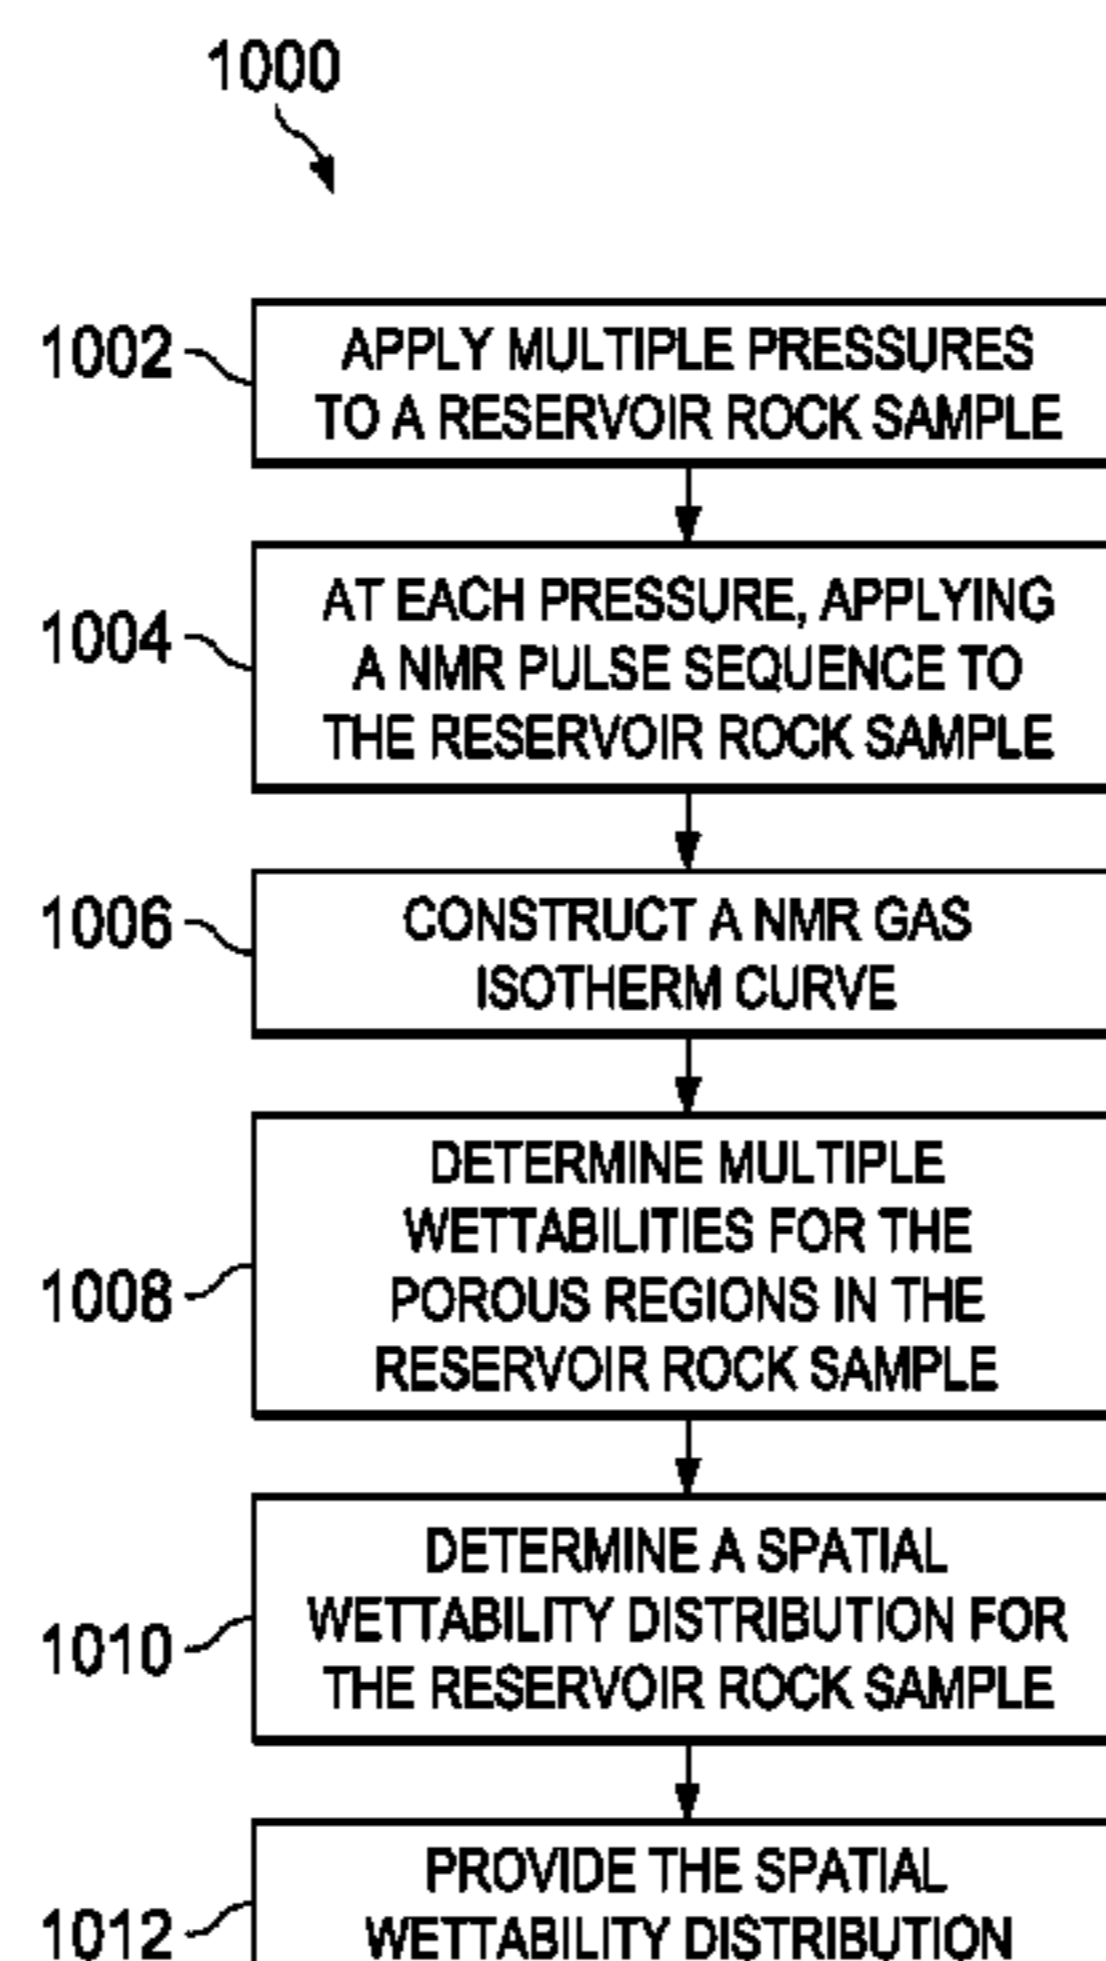 1000
1002
APPLY MULTIPLE PRESSURES
TO A RESERVOIR ROCK SAMPLE
1004
AT EACH PRESSURE, APPLYING
A NMR PULSE SEQUENCE TO
THE RESERVOIR ROCK SAMPLE
1006
CONSTRUCT A NMR GAS
ISOTHERM CURVE
1008
DETERMINE MULTIPLE
WETTABILITIES FOR THE
POROUS REGIONS IN THE
RESERVOIR ROCK SAMPLE
1010
DETERMINE A SPATIAL
WETTABILITY DISTRIBUTION FOR
THE RESERVOIR ROCK SAMPLE
1012
PROVIDE THE SPATIAL
WETTABILITY DISTRIBUTION